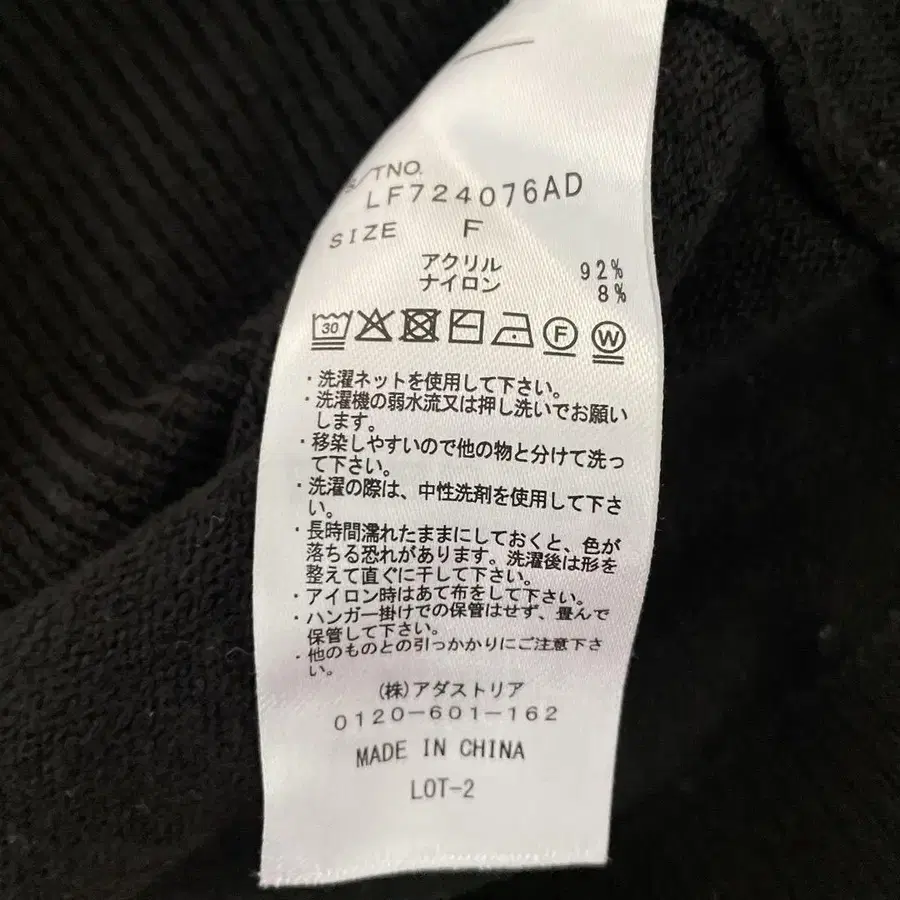 S/TNO.
LF724076AD
SIZE F
アクリル 92%
ナイロン 8%
30 F W
・洗濯ネットを使用して下さい。
・洗濯機の弱水流又は押し洗いでお願い
します。
・移染しやすいので他の物と分けて洗っ
て下さい。
・洗濯の際は、中性洗剤を使用して下さ
い。
・長時間濡れたままにしておくと、色が
落ちる恐れがあります。洗濯後は形を
整えて直ぐに干して下さい。
・アイロン時はあて布をして下さい。
・ハンガー掛けでの保管はせず、畳んで
保管して下さい。
・他のものとの引っかかりにご注意下さ
い。
(株)アダストリア
0120-601-162
MADE IN CHINA
LOT-2